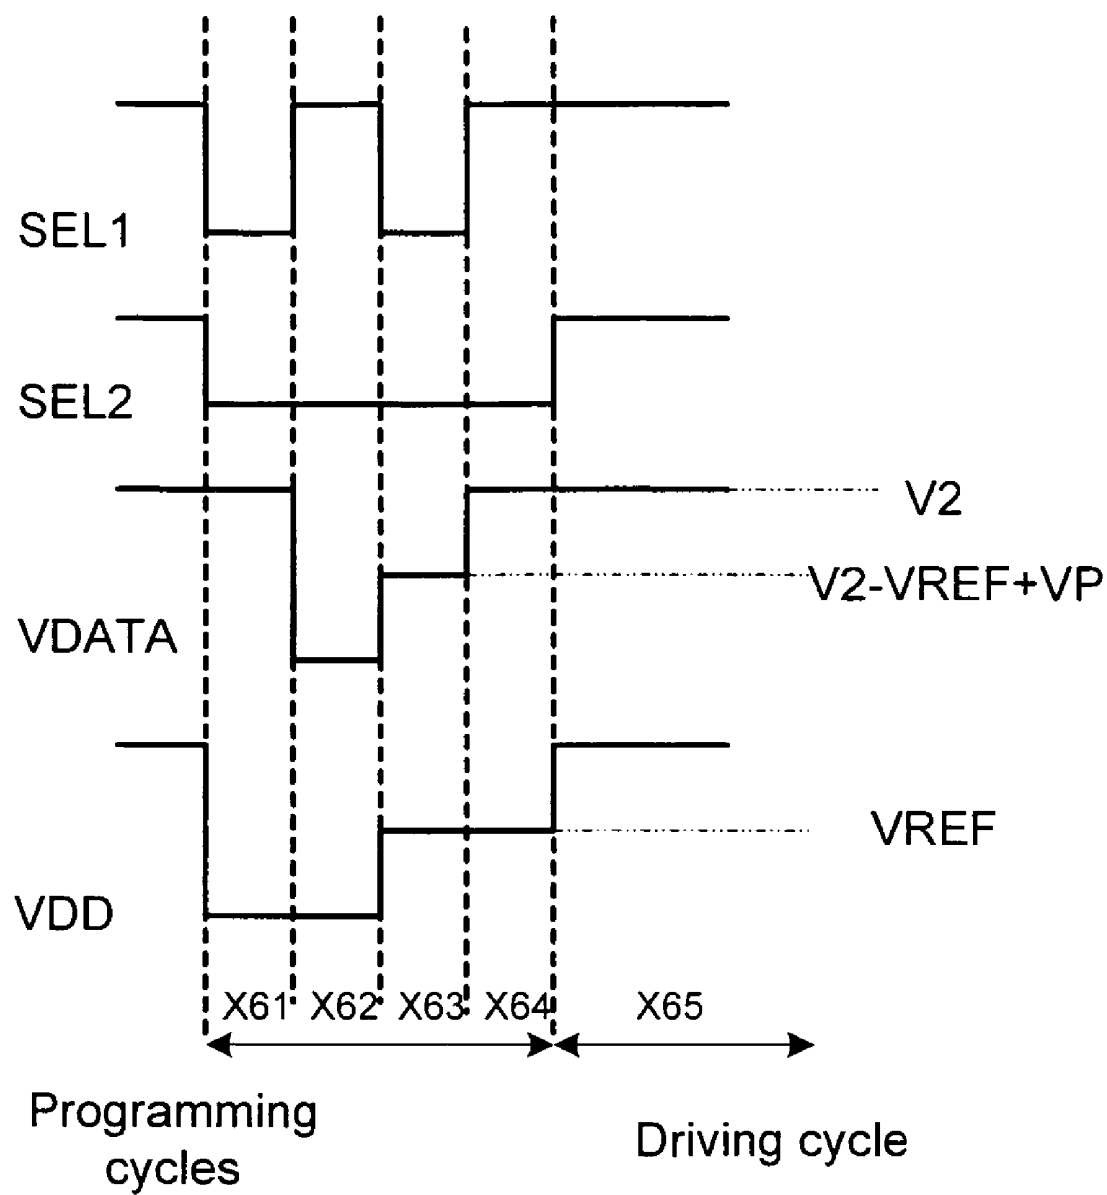 SEL1
SEL2
V2
V2-VREF+VP
VDATA
VREF
VDD
X61 X62 X63 X64 X65
Programming
cycles
Driving cycle